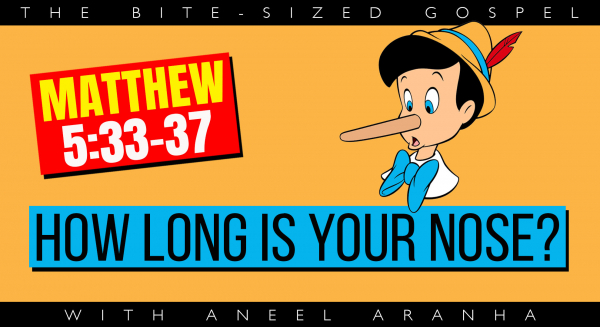 THE BITE-SIZED GOSPEL
MATTHEW
5:33-37
HOW LONG IS YOUR NOSE?
WITH ANEEL ARANHA